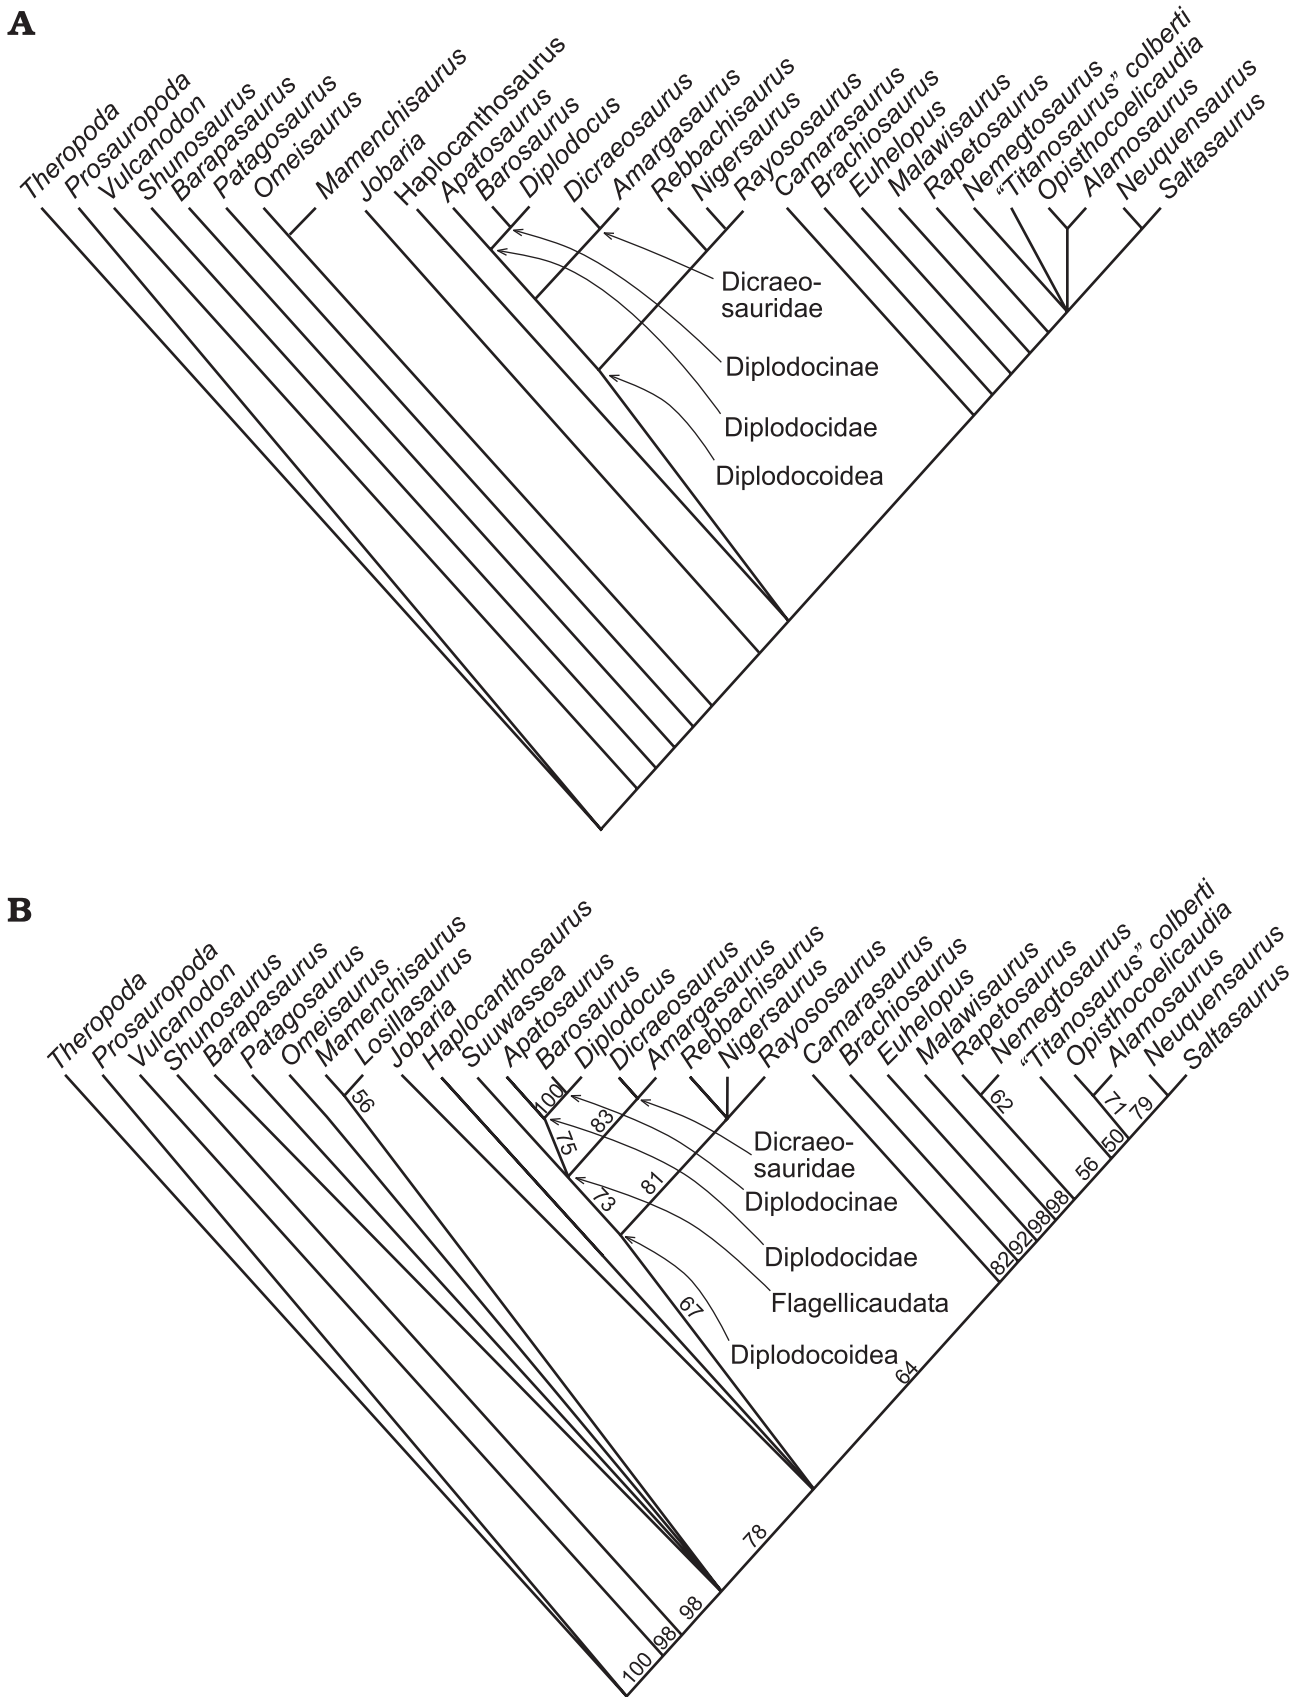 A
Theropoda
Prosauropoda
Vulcanodon
Shunosaurus
Barapasaurus
Patagosaurus
Omeisaurus
Mamenchisaurus
Jobaria
Haplocanthosaurus
Apatosaurus
Barosaurus
Diplodocus
Dicraeosaurus
Amargasaurus
Rebbachisaurus
Nigersaurus
Rayososaurus
Camarasaurus
Brachiosaurus
Euhelopus
Malawisaurus
Rapetosaurus
Nemegtosaurus
“Titanosaurus” colberti
Opisthocoelicaudia
Alamosaurus
Neuquensaurus
Saltasaurus
Dicraeo-
sauridae
Diplodocinae
Diplodocidae
Diplodocoidea
B
Theropoda
Prosauropoda
Vulcanodon
Shunosaurus
Barapasaurus
Patagosaurus
Omeisaurus
Mamenchisaurus
Losillasaurus
Jobaria
Haplocanthosaurus
Suuwassea
Apatosaurus
Barosaurus
Diplodocus
Dicraeosaurus
Amargasaurus
Rebbachisaurus
Nigersaurus
Rayososaurus
Camarasaurus
Brachiosaurus
Euhelopus
Malawisaurus
Rapetosaurus
Nemegtosaurus
“Titanosaurus” colberti
Opisthocoelicaudia
Alamosaurus
Neuquensaurus
Saltasaurus
56
100
75
83
73
81
67
62
71
79
50
56
98
98
92
82
64
78
98
98
100
Dicraeo-
sauridae
Diplodocinae
Diplodocidae
Flagellicaudata
Diplodocoidea